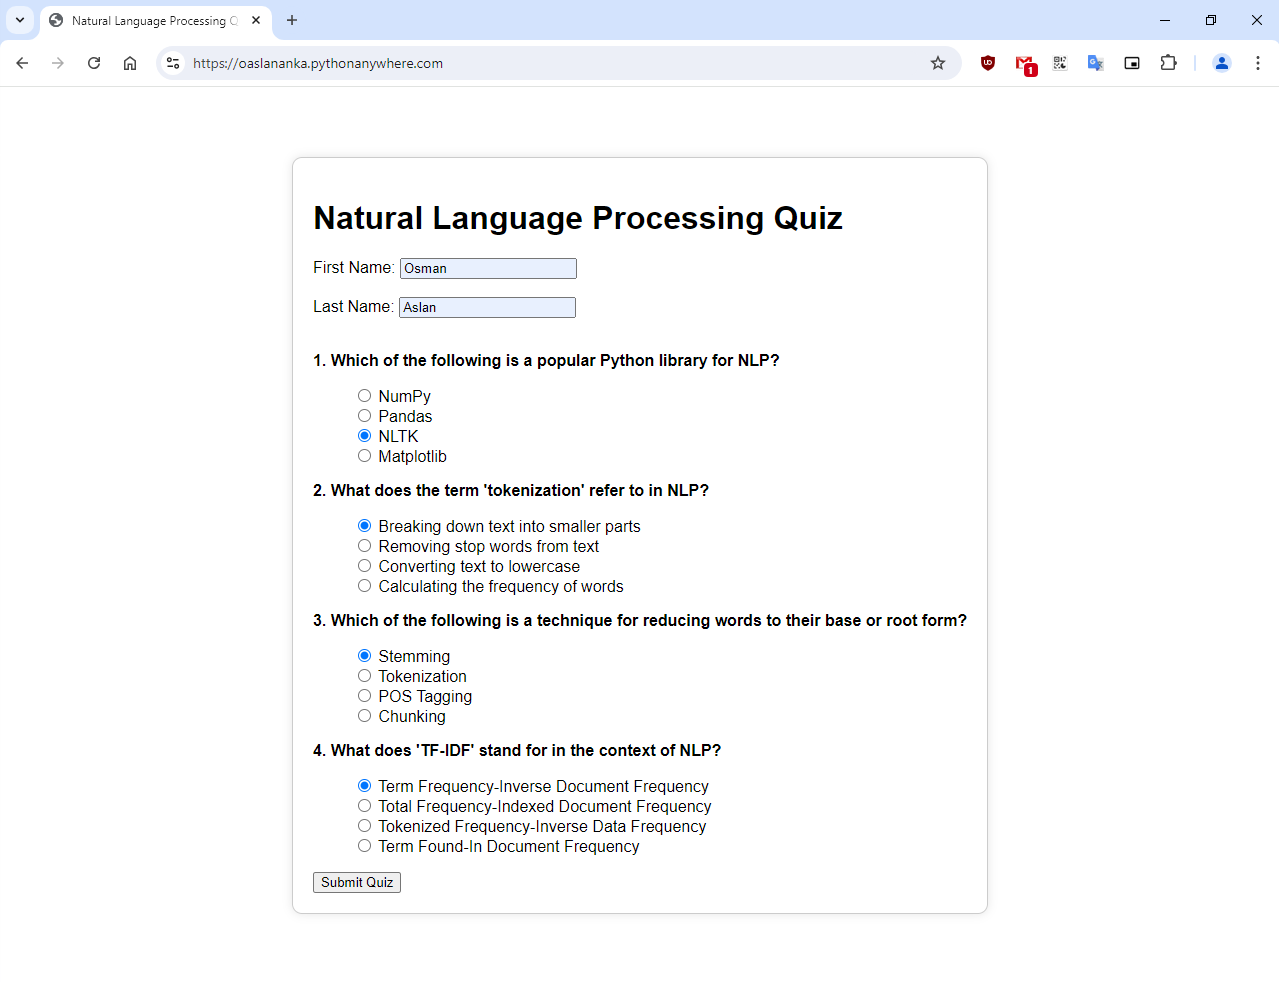 Natural Language Processing Q
https://oaslananka.pythonanywhere.com
1
Natural Language Processing Quiz
First Name: Osman
Last Name: Aslan
1. Which of the following is a popular Python library for NLP?
NumPy
Pandas
NLTK
Matplotlib
2. What does the term 'tokenization' refer to in NLP?
Breaking down text into smaller parts
Removing stop words from text
Converting text to lowercase
Calculating the frequency of words
3. Which of the following is a technique for reducing words to their base or root form?
Stemming
Tokenization
POS Tagging
Chunking
4. What does 'TF-IDF' stand for in the context of NLP?
Term Frequency-Inverse Document Frequency
Total Frequency-Indexed Document Frequency
Tokenized Frequency-Inverse Data Frequency
Term Found-In Document Frequency
Submit Quiz